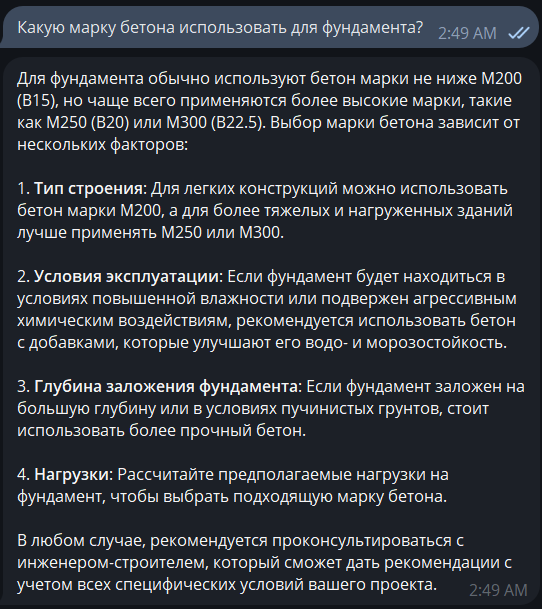 Какую марку бетона использовать для фундамента?
2:49 AM
Для фундамента обычно используют бетон марки не ниже М200
(В15), но чаще всего применяются более высокие марки, такие
как М250 (В20) или М300 (В22.5). Выбор марки бетона зависит от
нескольких факторов:
1. Тип строения: Для легких конструкций можно использовать
бетон марки М200, а для более тяжелых и нагруженных зданий
лучше применять М250 или М300.
2. Условия эксплуатации: Если фундамент будет находиться в
условиях повышенной влажности или подвержен агрессивным
химическим воздействиям, рекомендуется использовать бетон
с добавками, которые улучшают его водо- и морозостойкость.
3. Глубина заложения фундамента: Если фундамент заложен на
большую глубину или в условиях пучинистых грунтов, стоит
использовать более прочный бетон.
4. Нагрузки: Рассчитайте предполагаемые нагрузки на
фундамент, чтобы выбрать подходящую марку бетона.
В любом случае, рекомендуется проконсультироваться с
инженером-строителем, который сможет дать рекомендации с
учетом всех специфических условий вашего проекта.
2:49 AM